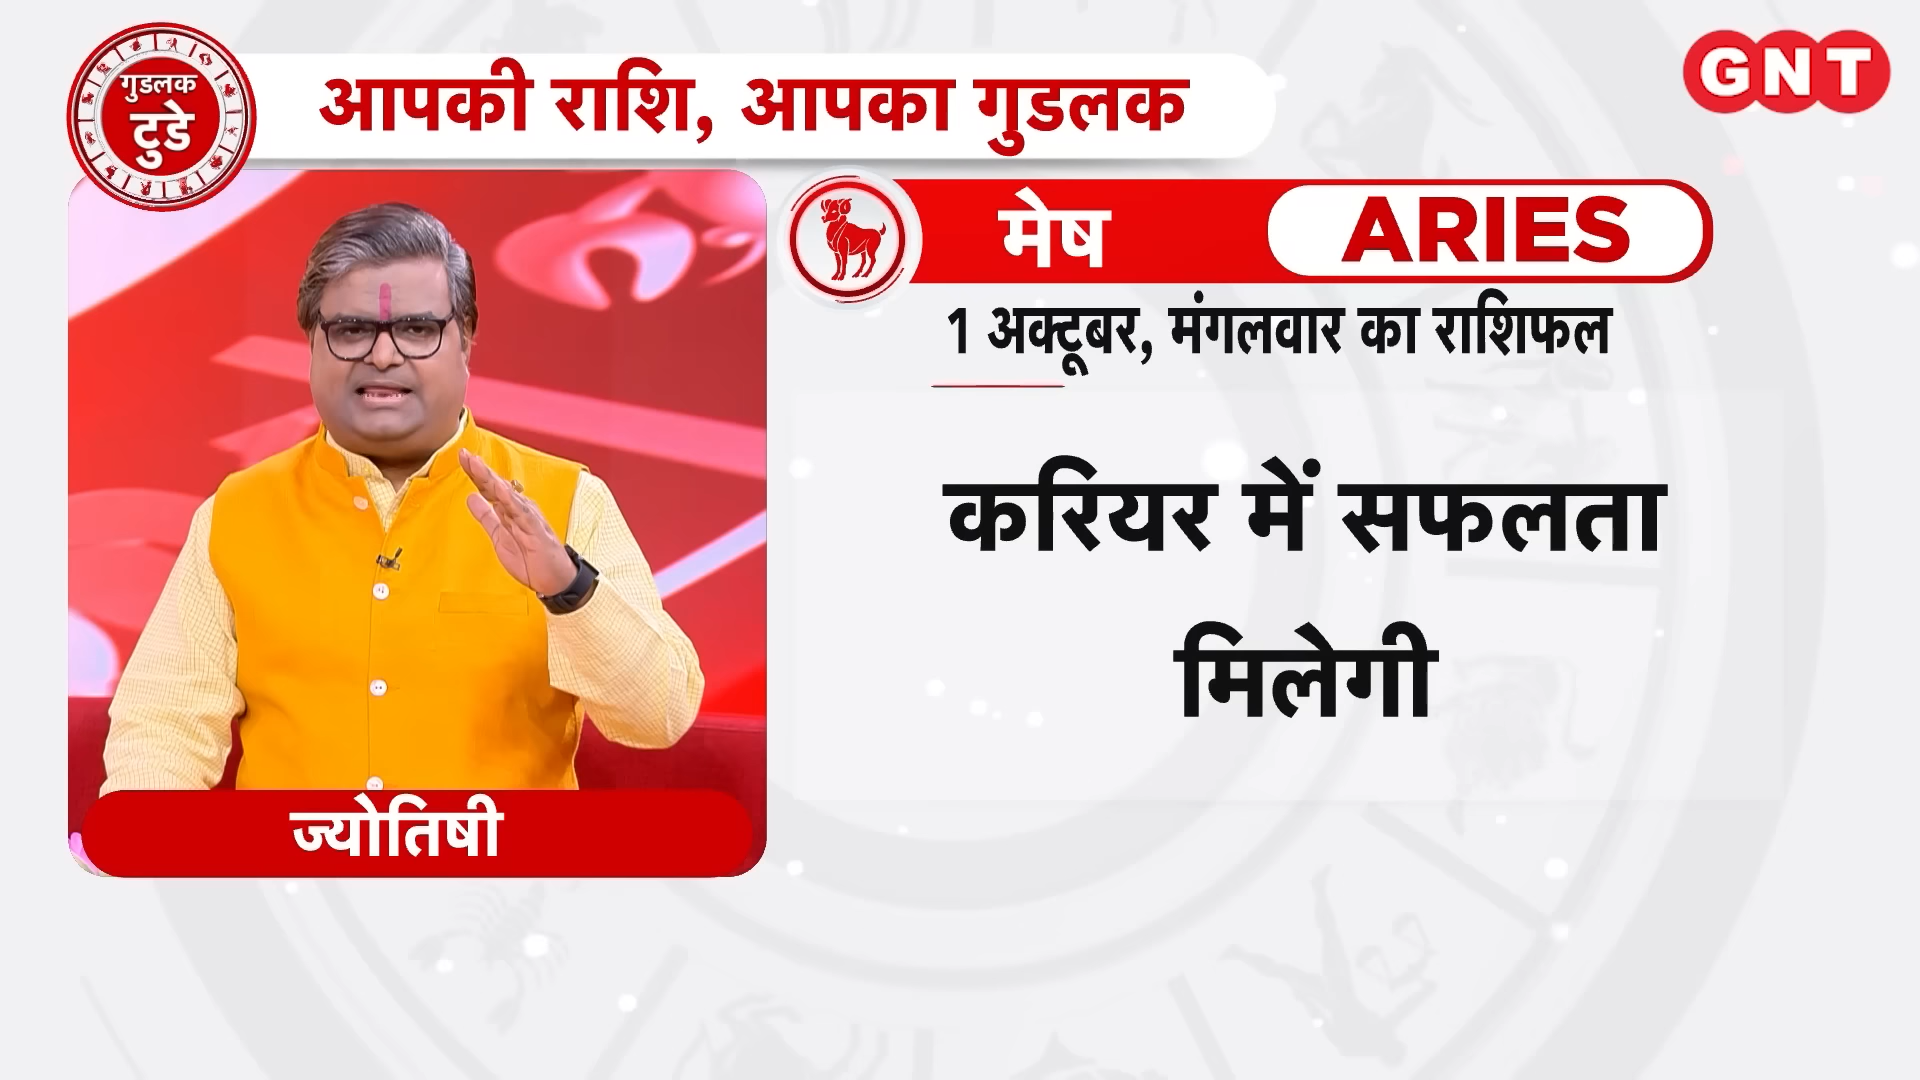 गुडलक
टुडे
आपकी राशि, आपका गुडलक
GNT
मेष
ARIES
1 अक्टूबर, मंगलवार का राशिफल
करियर में सफलता
मिलेगी
ज्योतिषी